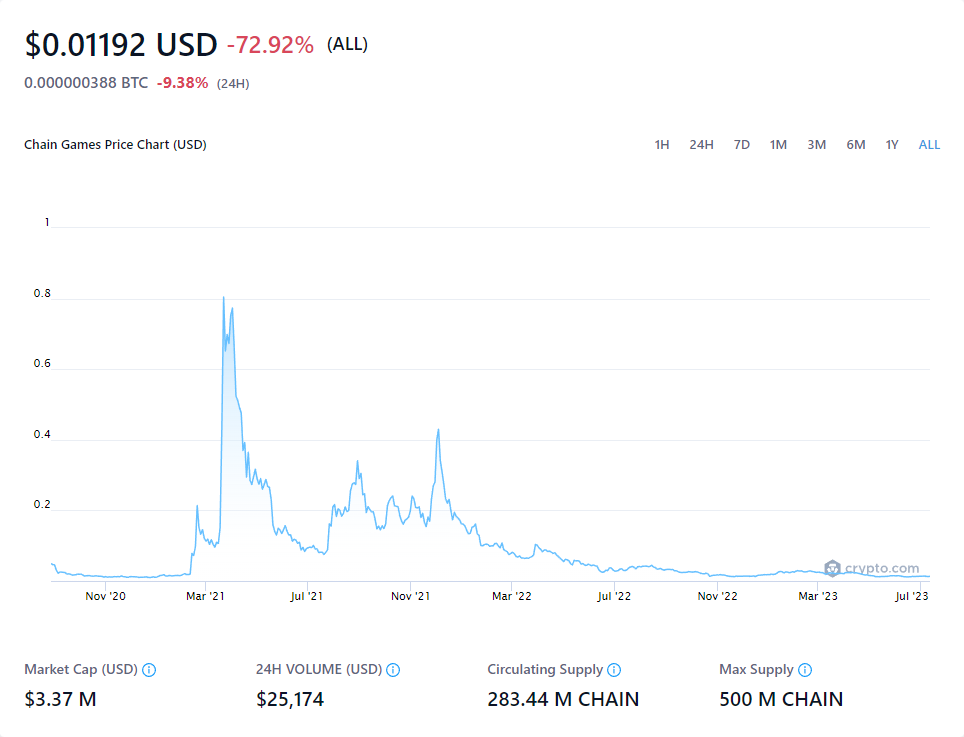 $0.01192 USD -72.92% (ALL)
0.000000388 BTC -9.38% (24H)
Chain Games Price Chart (USD) 1H 24H 7D 1M 3M 6M 1Y ALL
1
0.8
0.6
0.4
0.2
crypto.com
Nov '20 Mar '21 Jul '21 Nov '21 Mar '22 Jul '22 Nov '22 Mar '23 Jul '23
Market Cap (USD) 24H VOLUME (USD) Circulating Supply Max Supply
$3.37 M $25,174 283.44 M CHAIN 500 M CHAIN